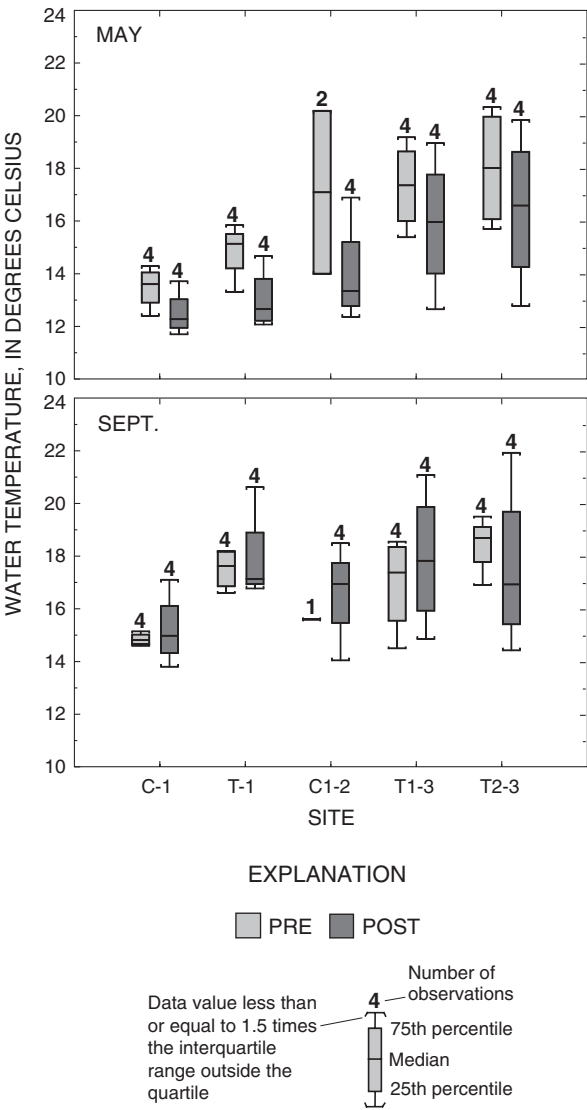 WATER TEMPERATURE, IN DEGREES CELSIUS
24
22
20
18
16
14
12
10
MAY
4
4
4
4
2
4
4
4
4
4
24
22
20
18
16
14
12
10
SEPT.
4
4
4
4
1
4
4
4
4
4
C-1 T-1 C1-2 T1-3 T2-3
SITE
EXPLANATION
PRE POST
Data value less than
or equal to 1.5 times
the interquartile
range outside the
quartile
4
Number of
observations
75th percentile
Median
25th percentile